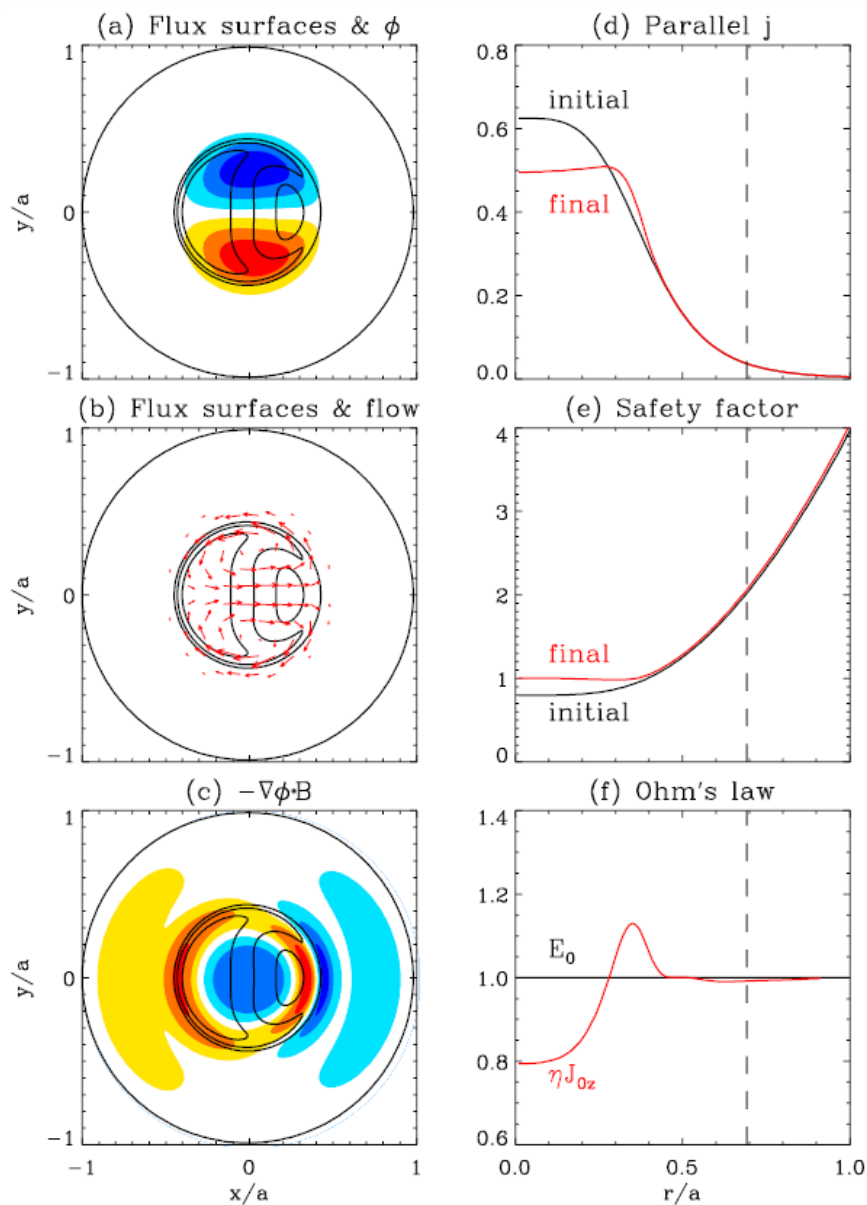 (a) Flux surfaces & ϕ
1
0
−1
y/a
(d) Parallel j
0.8
0.6
0.4
0.2
0.0
initial
final
(b) Flux surfaces & flow
1
0
−1
y/a
(e) Safety factor
4
3
2
1
0
final
initial
(c) −∇ϕ·B
1
0
−1
y/a
−1
0
1
x/a
(f) Ohm's law
1.4
1.2
1.0
0.8
0.6
E₀
ηJ₀z
0.0
0.5
1.0
r/a